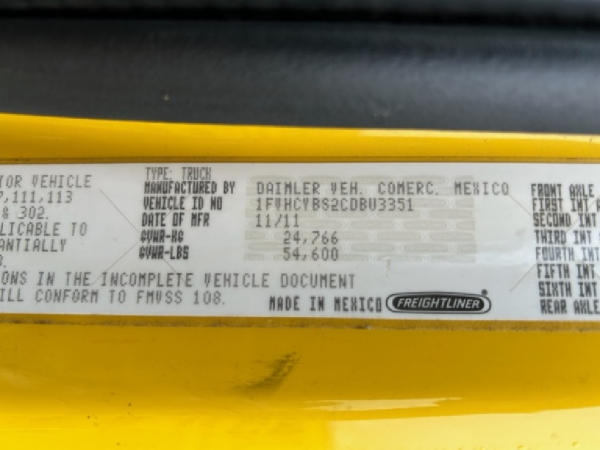 TOR VEHICLE
7,111,113
& 302.
LICABLE TO
TANTIALLY
8.
TYPE: TRUCK
MANUFACTURED BY DAIMLER VEH. COMERC. MEXICO
VEHICLE ID NO 1FVHCYBS2CDBU3351
DATE OF MFR 11/11
GVWR-KG 24,766
GVWR-LBS 54,600
IONS IN THE INCOMPLETE VEHICLE DOCUMENT
ILL CONFORM TO FMVSS 108.
MADE IN MEXICO FREIGHTLINER
FRONT AXLE
FIRST INT A
SECOND INT
THIRD INT A
FOURTH INT
FIFTH INT
SIXTH INT
REAR AXLE